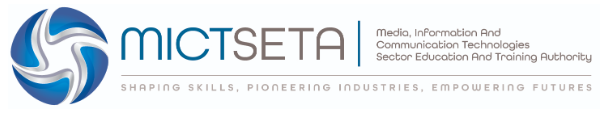 MICTSETA
Media, Information And
Communication Technologies
Sector Education And Training Authority
SHAPING SKILLS, PIONEERING INDUSTRIES, EMPOWERING FUTURES